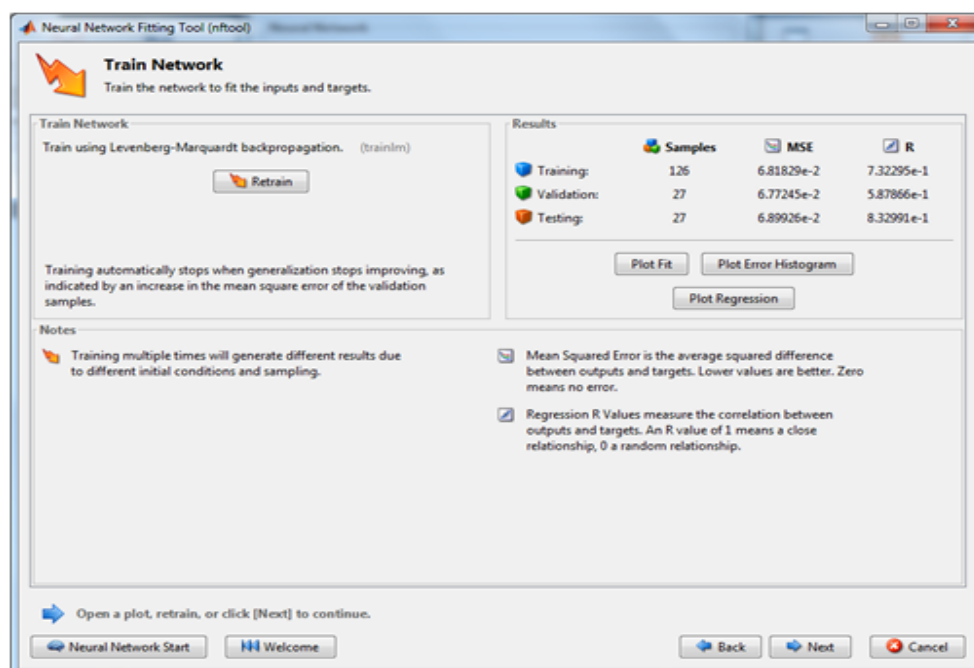 Neural Network Fitting Tool (nftool)
Train Network
Train the network to fit the inputs and targets.
Train Network
Train using Levenberg-Marquardt backpropagation. (trainlm)
Retrain
Training automatically stops when generalization stops improving, as
indicated by an increase in the mean square error of the validation
samples.
Results
Samples MSE R
Training: 126 6.81829e-2 7.32295e-1
Validation: 27 6.77245e-2 5.87866e-1
Testing: 27 6.89926e-2 8.32991e-1
Plot Fit Plot Error Histogram
Plot Regression
Notes
Training multiple times will generate different results due
to different initial conditions and sampling.
Mean Squared Error is the average squared difference
between outputs and targets. Lower values are better. Zero
means no error.
Regression R Values measure the correlation between
outputs and targets. An R value of 1 means a close
relationship, 0 a random relationship.
Open a plot, retrain, or click [Next] to continue.
Neural Network Start Welcome Back Next Cancel